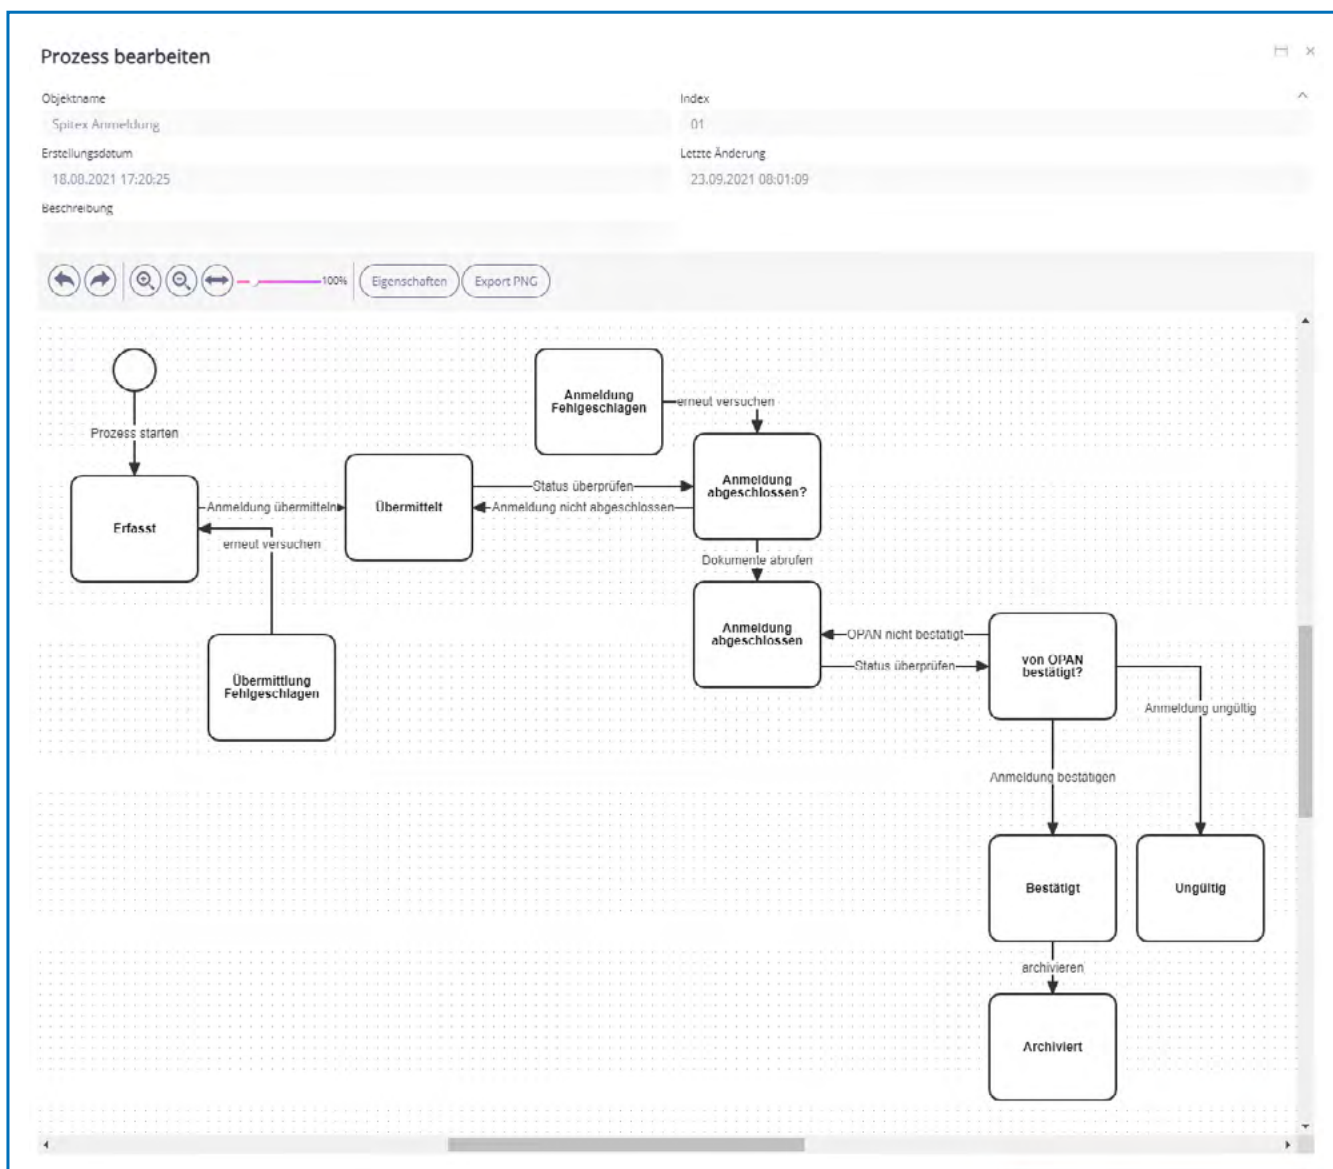 Prozess bearbeiten
Objektname
Index
Spitex Anmeldung
01
Erstellungsdatum
Letzte Änderung
18.08.2021 17:20:25
23.09.2021 08:01:09
Beschreibung
100%
Eigenschaften
Export PNG
Anmeldung
Fehlgeschlagen
erneut versuchen
Prozess starten
Anmeldung
abgeschlossen?
Status überprüfen
Anmeldung übermitteln
Übermittelt
Anmeldung nicht abgeschlossen
Erfasst
erneut versuchen
Dokumente abrufen
Anmeldung
abgeschlossen
OPAN nicht bestätigt
Status überprüfen
von OPAN
bestätigt?
Übermittlung
Fehlgeschlagen
Anmeldung ungültig
Anmeldung bestätigen
Bestätigt
Ungültig
archivieren
Archiviert